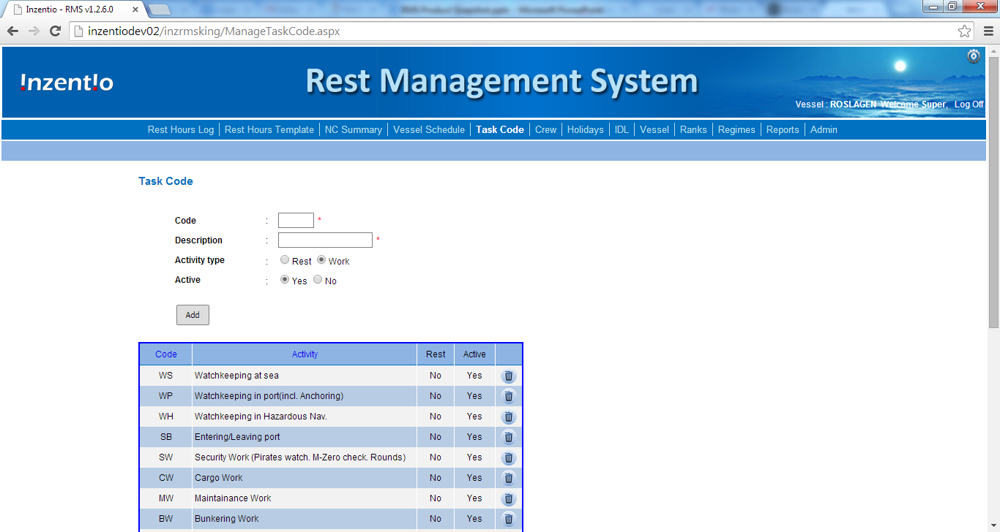 Inzentio - RMS v1.2.6.0
inzentiodev02/inzrmsking/ManageTaskCode.aspx
!nzent!o
Rest Management System
Vessel : ROSLAGEN Welcome Super, Log Off
Rest Hours Log Rest Hours Template NC Summary Vessel Schedule Task Code Crew Holidays IDL Vessel Ranks Regimes Reports Admin
Task Code
Code : *
Description : *
Activity type : Rest Work
Active : Yes No
Add
Code Activity Rest Active
WS Watchkeeping at sea No Yes
WP Watchkeeping in port(incl. Anchoring) No Yes
WH Watchkeeping in Hazardous Nav. No Yes
SB Entering/Leaving port No Yes
SW Security Work (Pirates watch. M-Zero check. Rounds) No Yes
CW Cargo Work No Yes
MW Maintainance Work No Yes
BW Bunkering Work No Yes